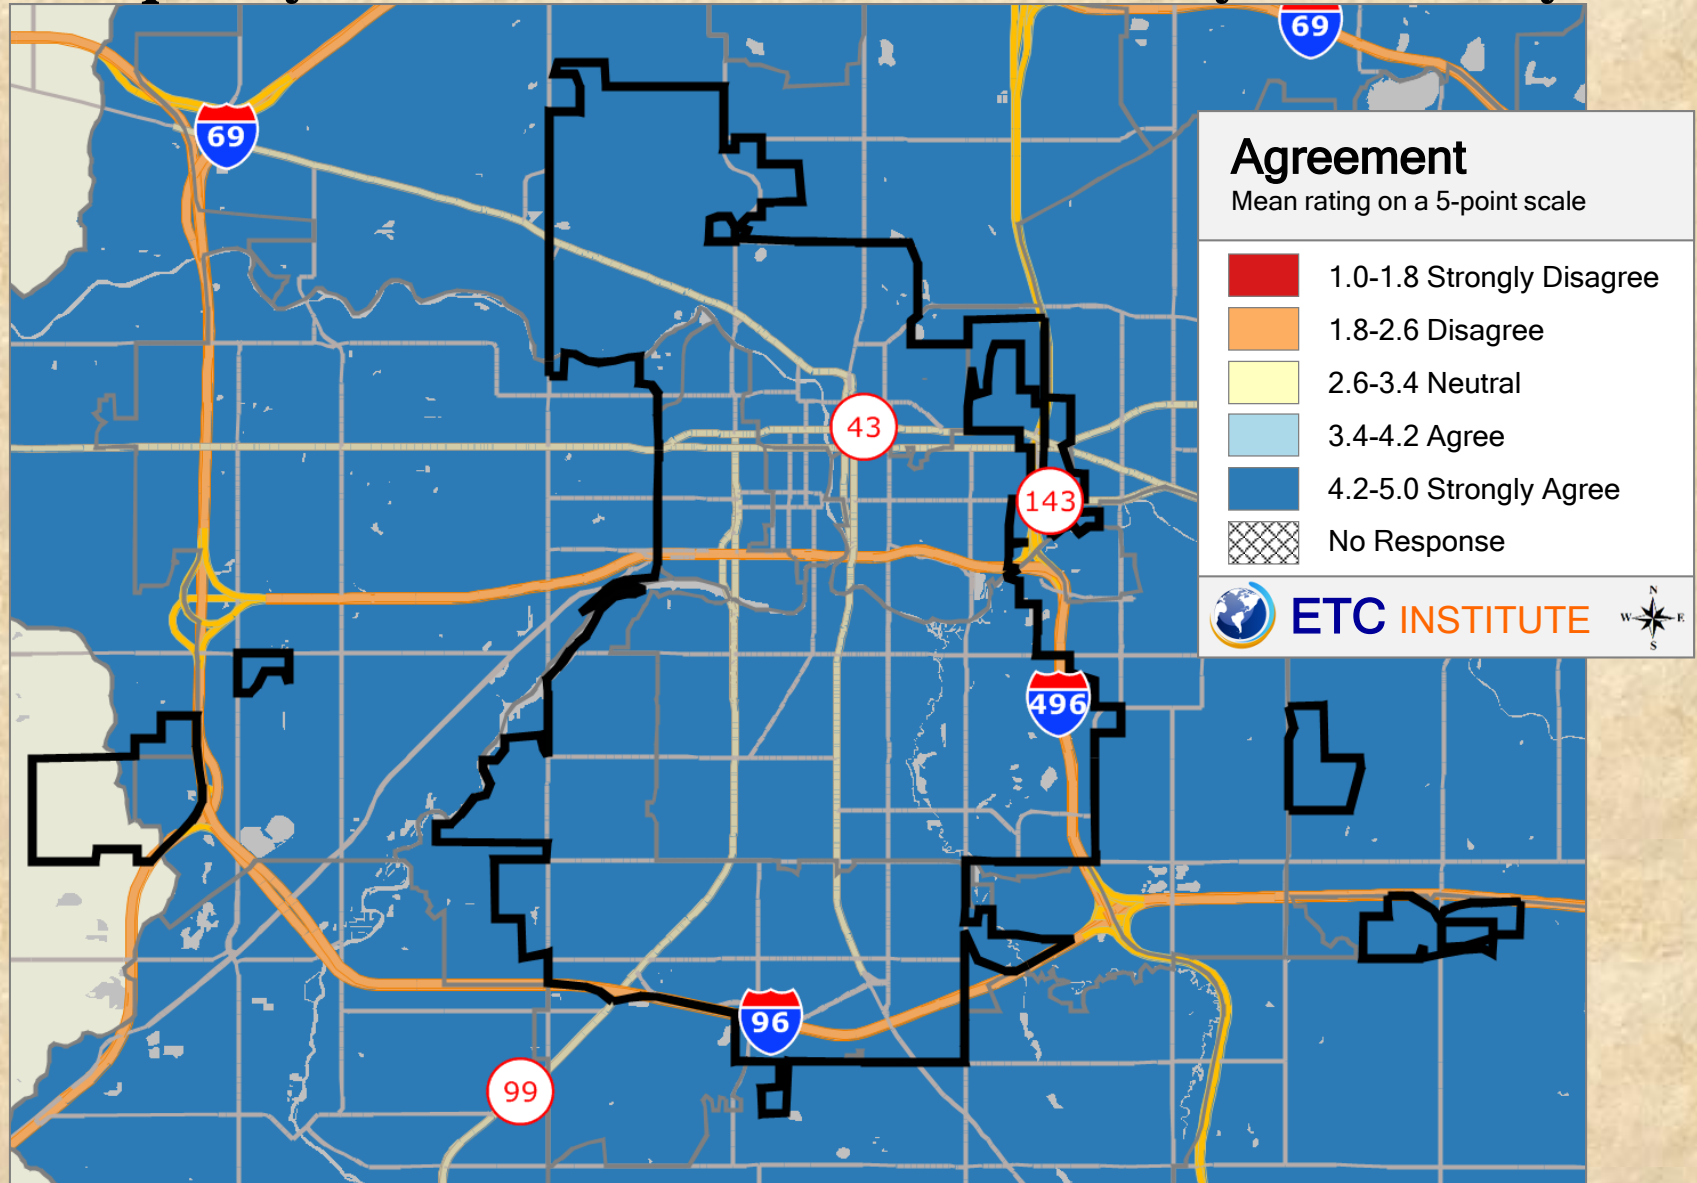 69
69
Agreement
Mean rating on a 5-point scale
1.0-1.8 Strongly Disagree
1.8-2.6 Disagree
2.6-3.4 Neutral
3.4-4.2 Agree
4.2-5.0 Strongly Agree
No Response
ETC INSTITUTE
N
W E
S
43
143
496
96
99